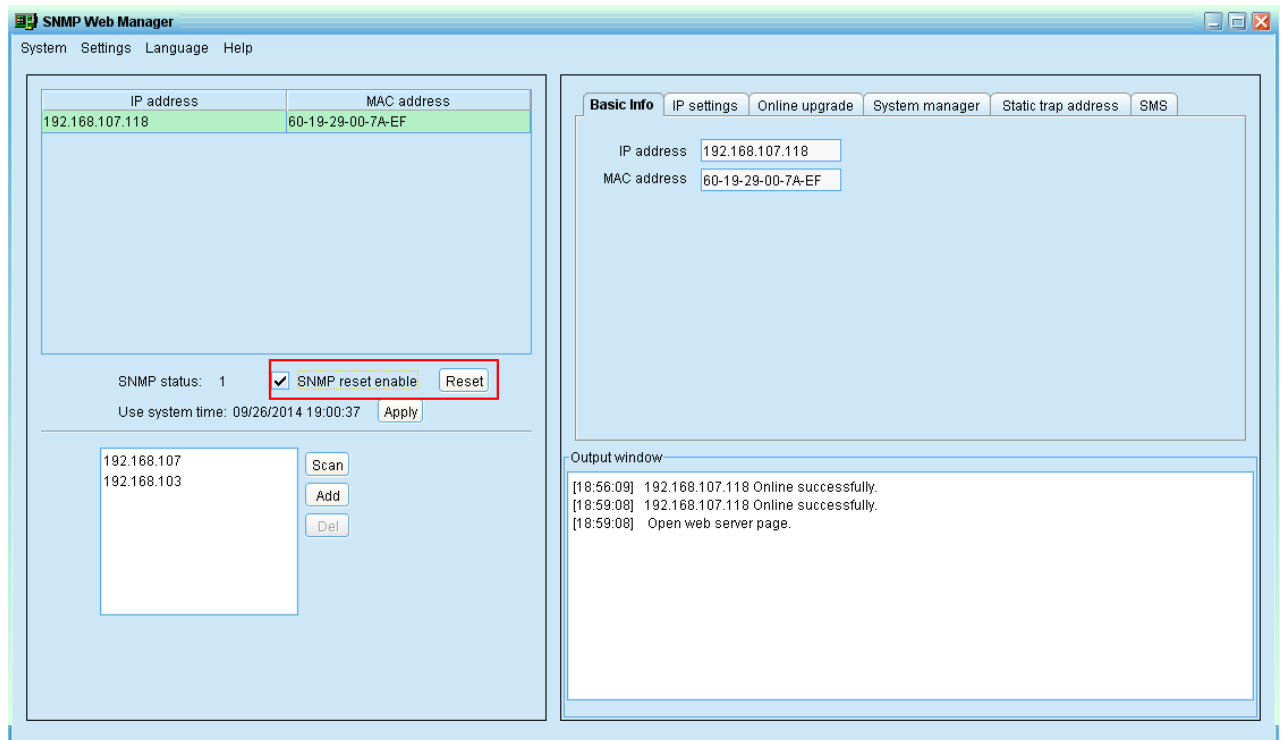 SNMP Web Manager
System Settings Language Help
IP address MAC address
192.168.107.118 60-19-29-00-7A-EF
SNMP status: 1 SNMP reset enable Reset
Use system time: 09/26/2014 19:00:37 Apply
192.168.107
192.168.103
Scan
Add
Del
Basic Info IP settings Online upgrade System manager Static trap address SMS
IP address 192.168.107.118
MAC address 60-19-29-00-7A-EF
Output window
[18:56:09] 192.168.107.118 Online successfully.
[18:59:08] 192.168.107.118 Online successfully.
[18:59:08] Open web server page.